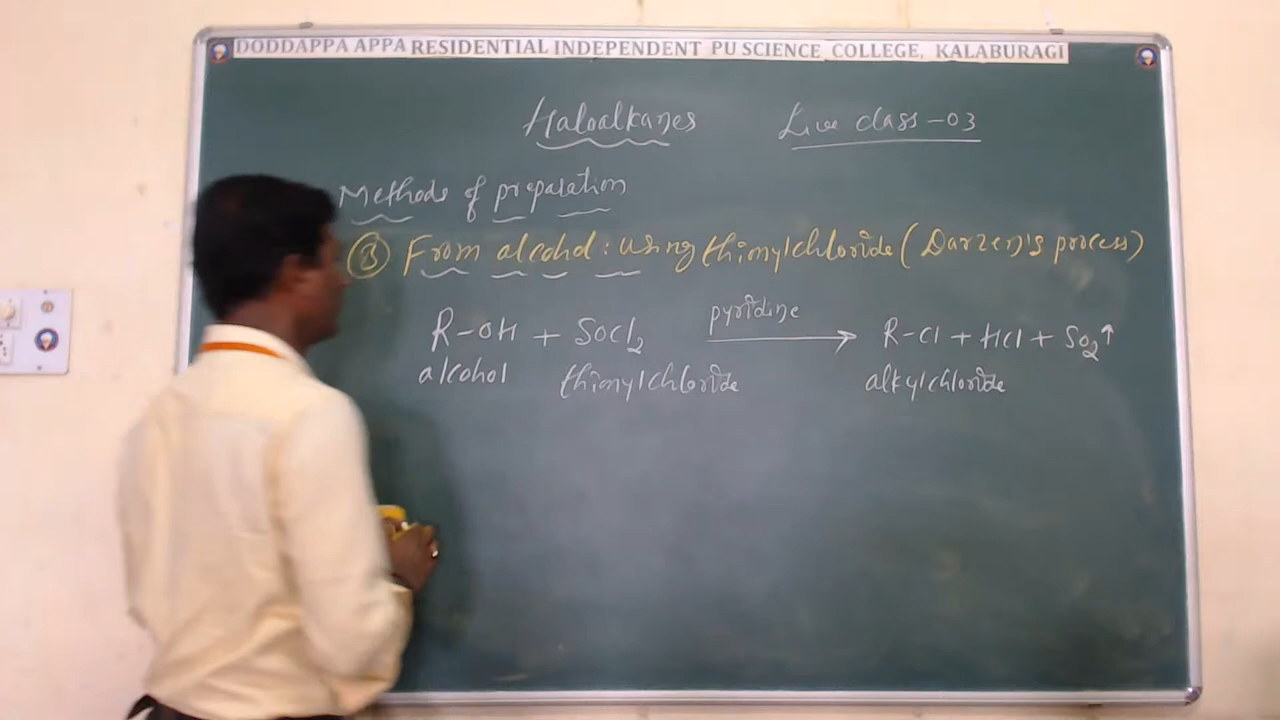 DODDAPPA APPA RESIDENTIAL INDEPENDENT PU SCIENCE COLLEGE, KALABURAGI
Haloalkanes Live class-03
Methods of preparation
③ From alcohol: using thionylchloride (Darzen's process)
R-OH + SOCl₂ pyridine → R-Cl + HCl + SO₂↑
alcohol thionylchloride alkylchloride